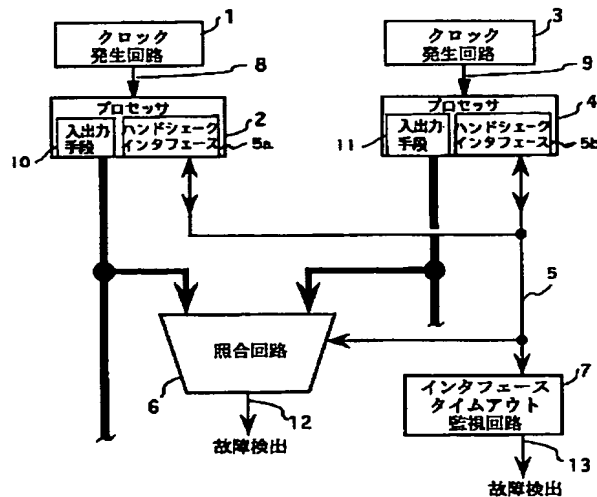 1
クロック
発生回路
8
3
クロック
発生回路
9
プロセッサ
2
入出力
手段
ハンドシェーク
インタフェース
5a
10
プロセッサ
4
入出力
手段
ハンドシェーク
インタフェース
5b
11
5
照合回路
6
12
故障検出
インタフェース
タイムアウト
監視回路
7
13
故障検出